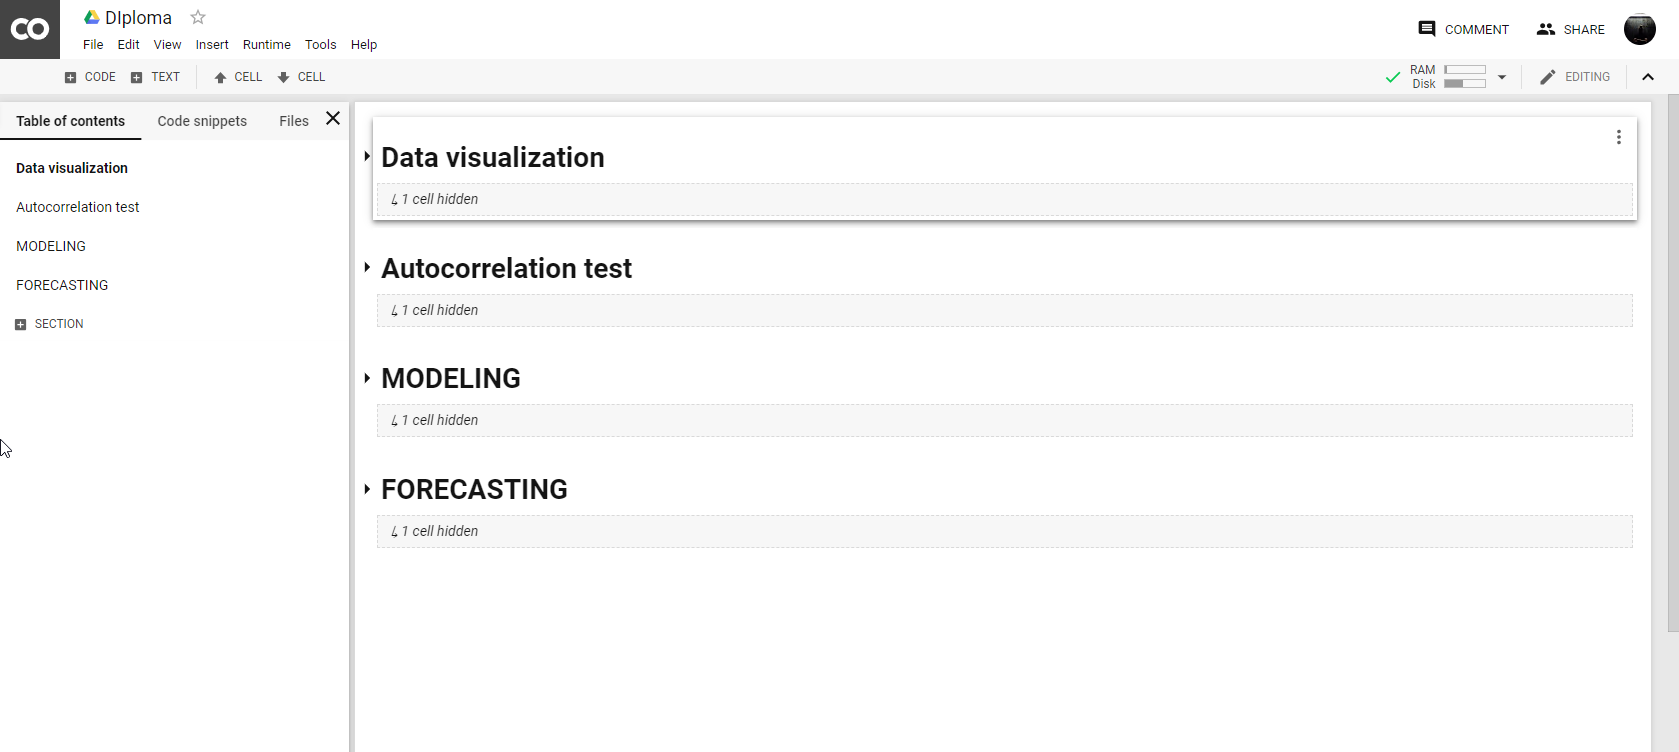 CO
DIploma
File Edit View Insert Runtime Tools Help
COMMENT SHARE
CODE TEXT CELL CELL
RAM
Disk
EDITING
Table of contents Code snippets Files
Data visualization
Autocorrelation test
MODELING
FORECASTING
SECTION
Data visualization
↳ 1 cell hidden
Autocorrelation test
↳ 1 cell hidden
MODELING
↳ 1 cell hidden
FORECASTING
↳ 1 cell hidden